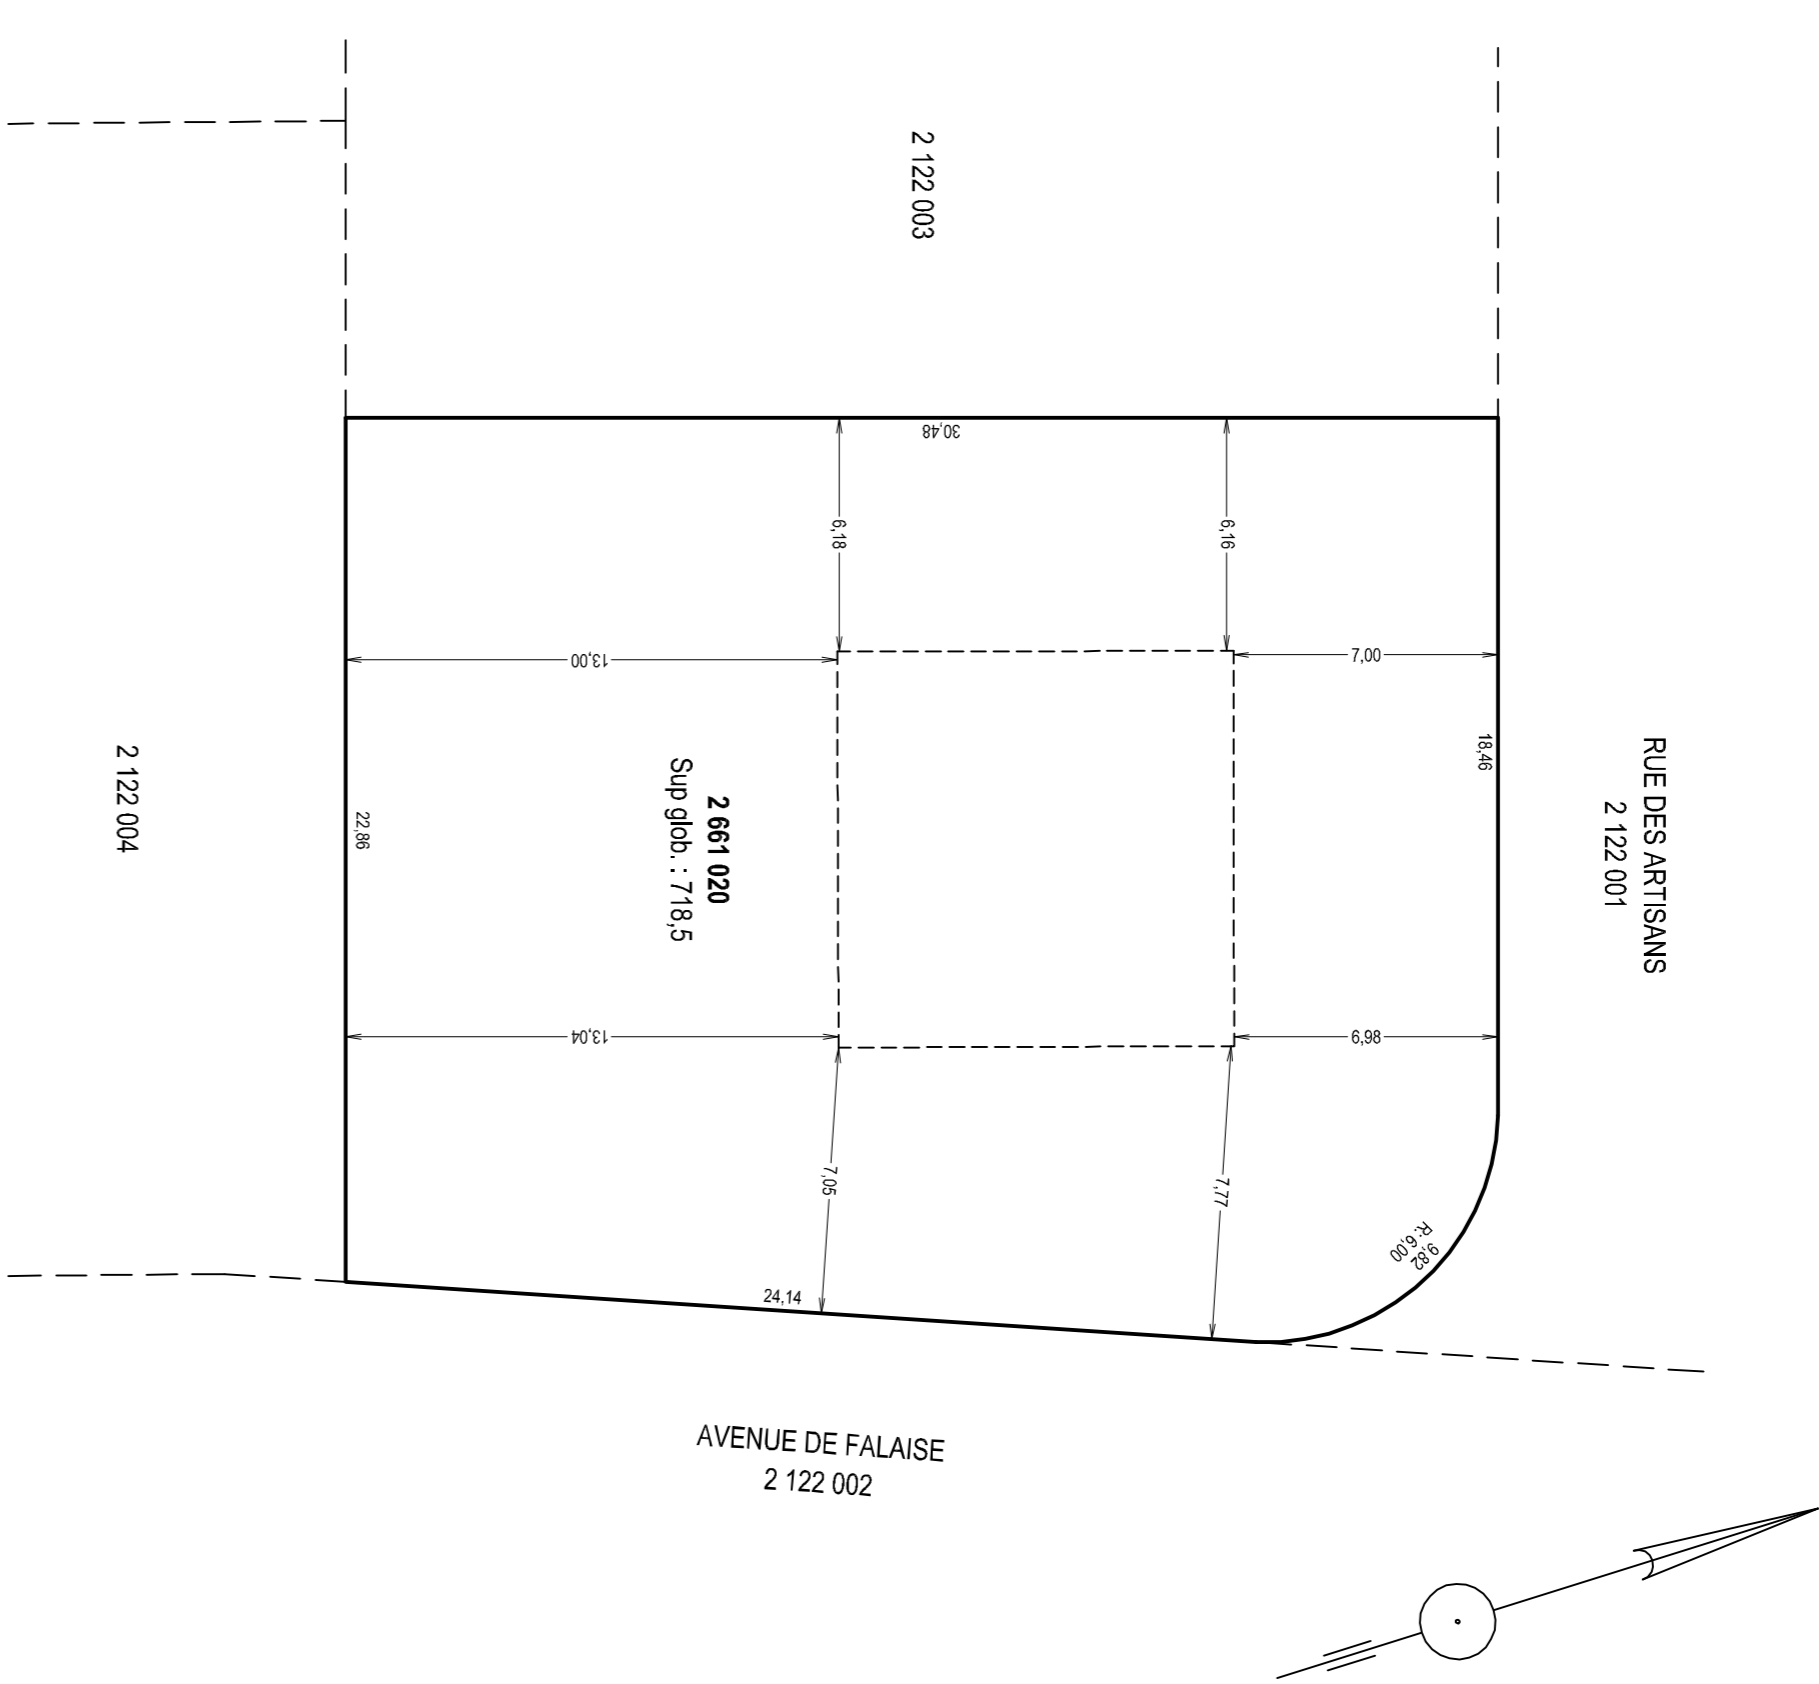 2 122 003
30,48
6,18
6,16
13,00
7,00
18,46
RUE DES ARTISANS
2 122 001
2 122 004
22,86
2 661 020
Sup glob. : 718,5
13,04
6,98
7,05
7,77
9,82
R: 6,00
24,14
AVENUE DE FALAISE
2 122 002